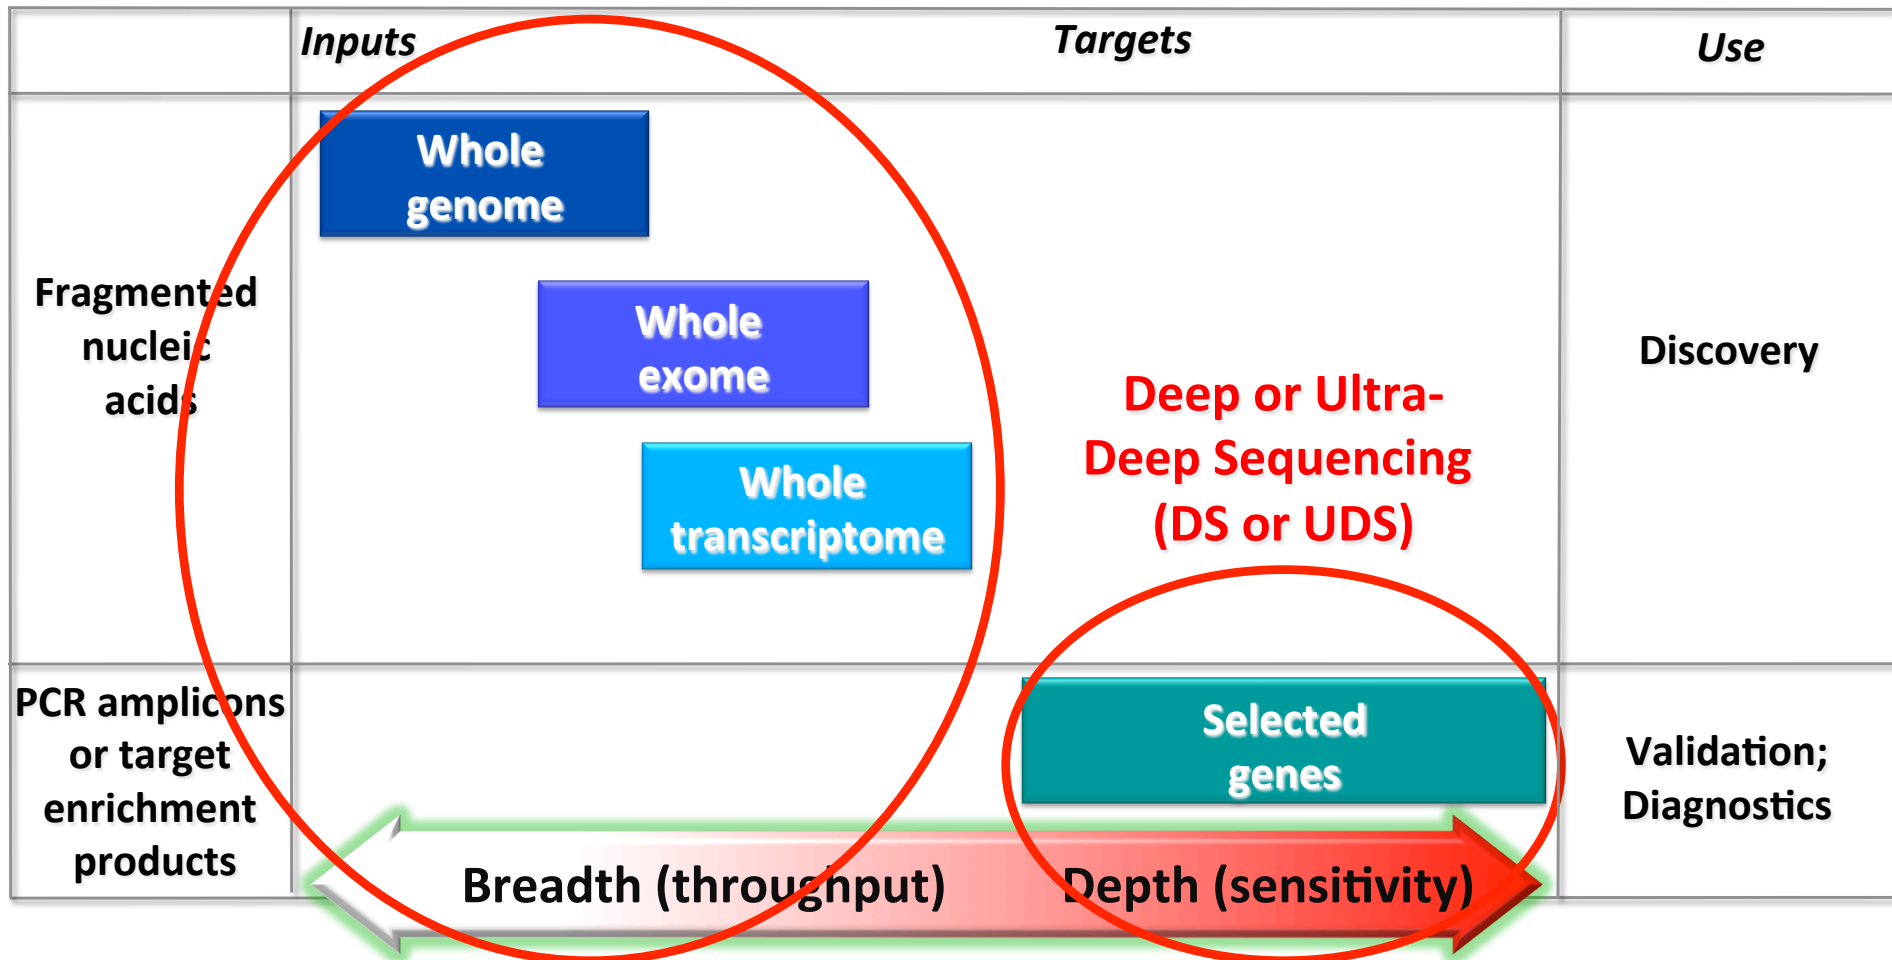 Inputs
Targets
Use
Fragmented
nucleic
acids
Whole
genome
Whole
exome
Whole
transcriptome
Deep or Ultra-
Deep Sequencing
(DS or UDS)
Discovery
PCR amplicons
or target
enrichment
products
Selected
genes
Validation;
Diagnostics
Breadth (throughput)
Depth (sensitivity)